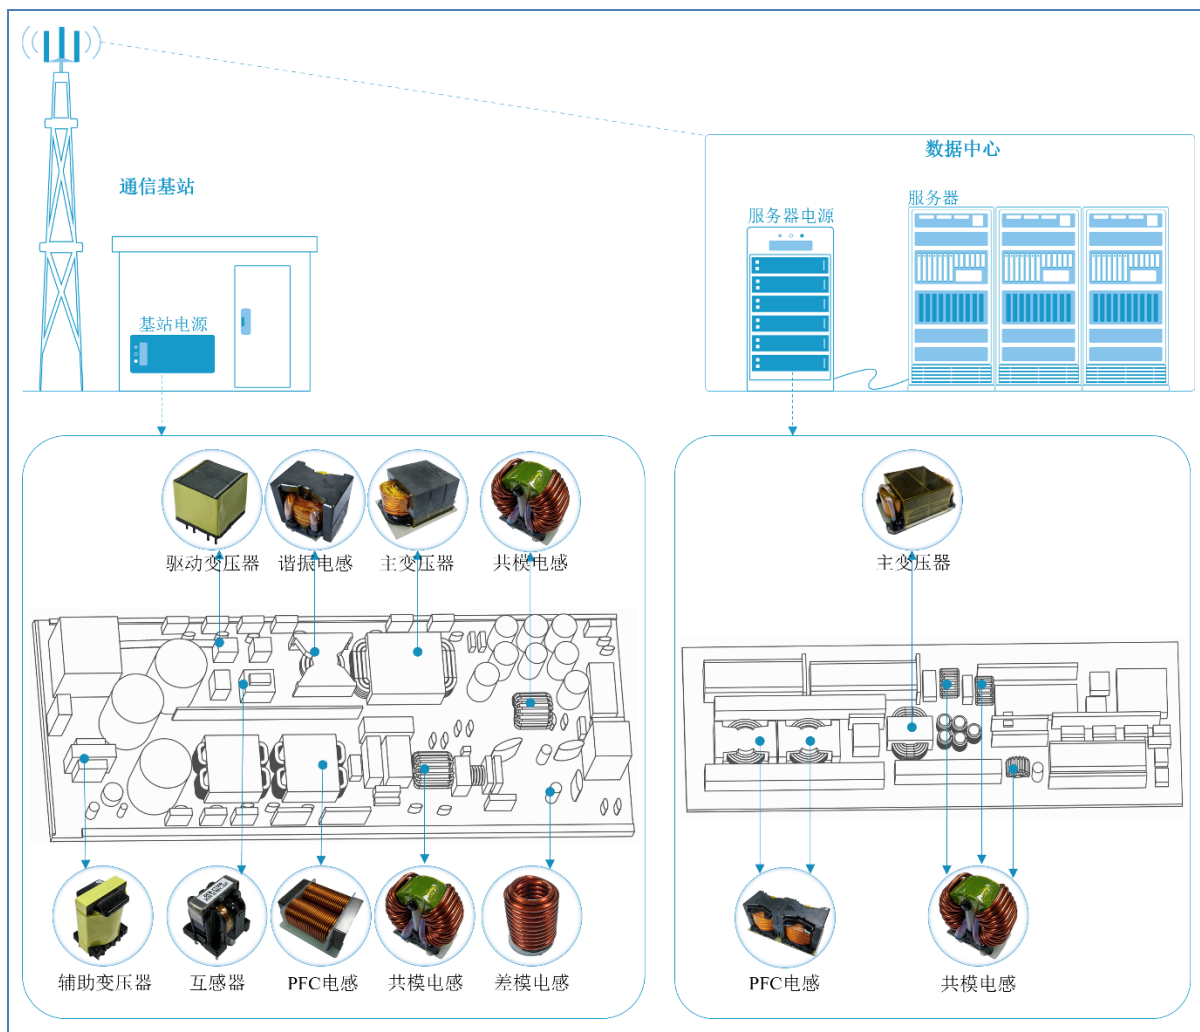 数据中心
通信基站
服务器
服务器电源
基站电源
驱动变压器
谐振电感
主变压器
共模电感
主变压器
辅助变压器
互感器
PFC电感
共模电感
差模电感
PFC电感
共模电感